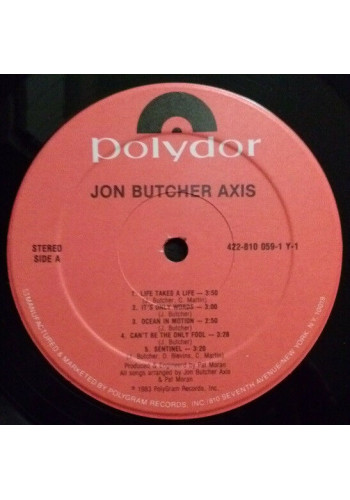 polydor
JON BUTCHER AXIS
STEREO
SIDE A
422-810 059-1 Y-1
1. LIFE TAKES A LIFE — 3:50
(J. Butcher, C. Martin)
2. IT'S ONLY WORDS — 3:00
(J. Butcher)
3. OCEAN IN MOTION — 2:50
(J. Butcher)
4. CAN'T BE THE ONLY FOOL — 3:28
(J. Butcher)
5. SENTINEL — 3:20
(J. Butcher, D. Blevins, C. Martin)
Produced & Engineered by Pat Moran
All songs arranged by Jon Butcher Axis
& Pat Moran
℗ 1983 PolyGram Records, Inc.
MANUFACTURED & MARKETED BY POLYGRAM RECORDS, INC. 810 SEVENTH AVENUE/NEW YORK, N.Y. 10019